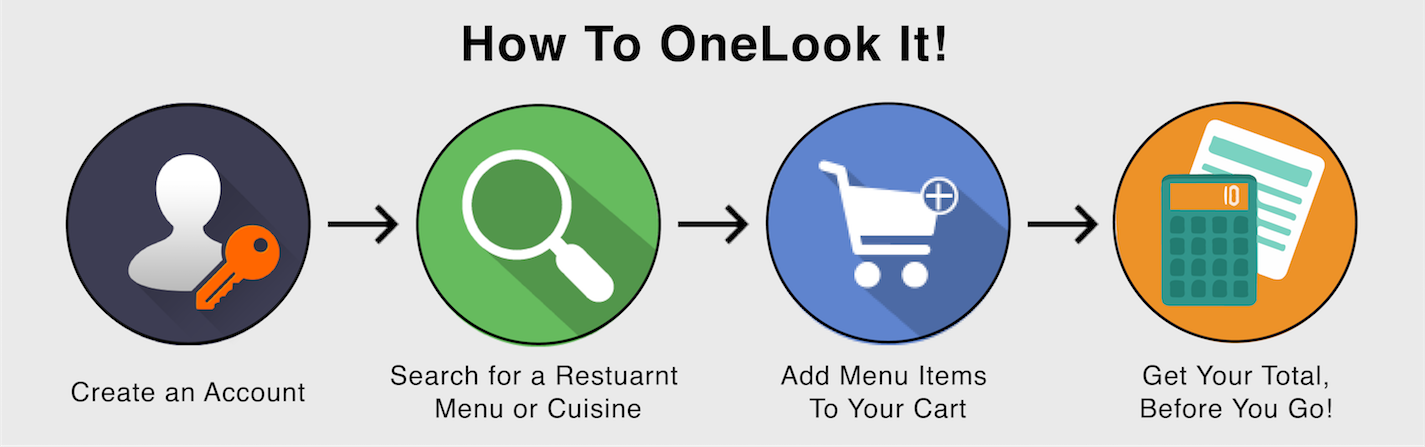 How To OneLook It!
Create an Account
Search for a Restuarnt
Menu or Cuisine
Add Menu Items
To Your Cart
10
Get Your Total,
Before You Go!